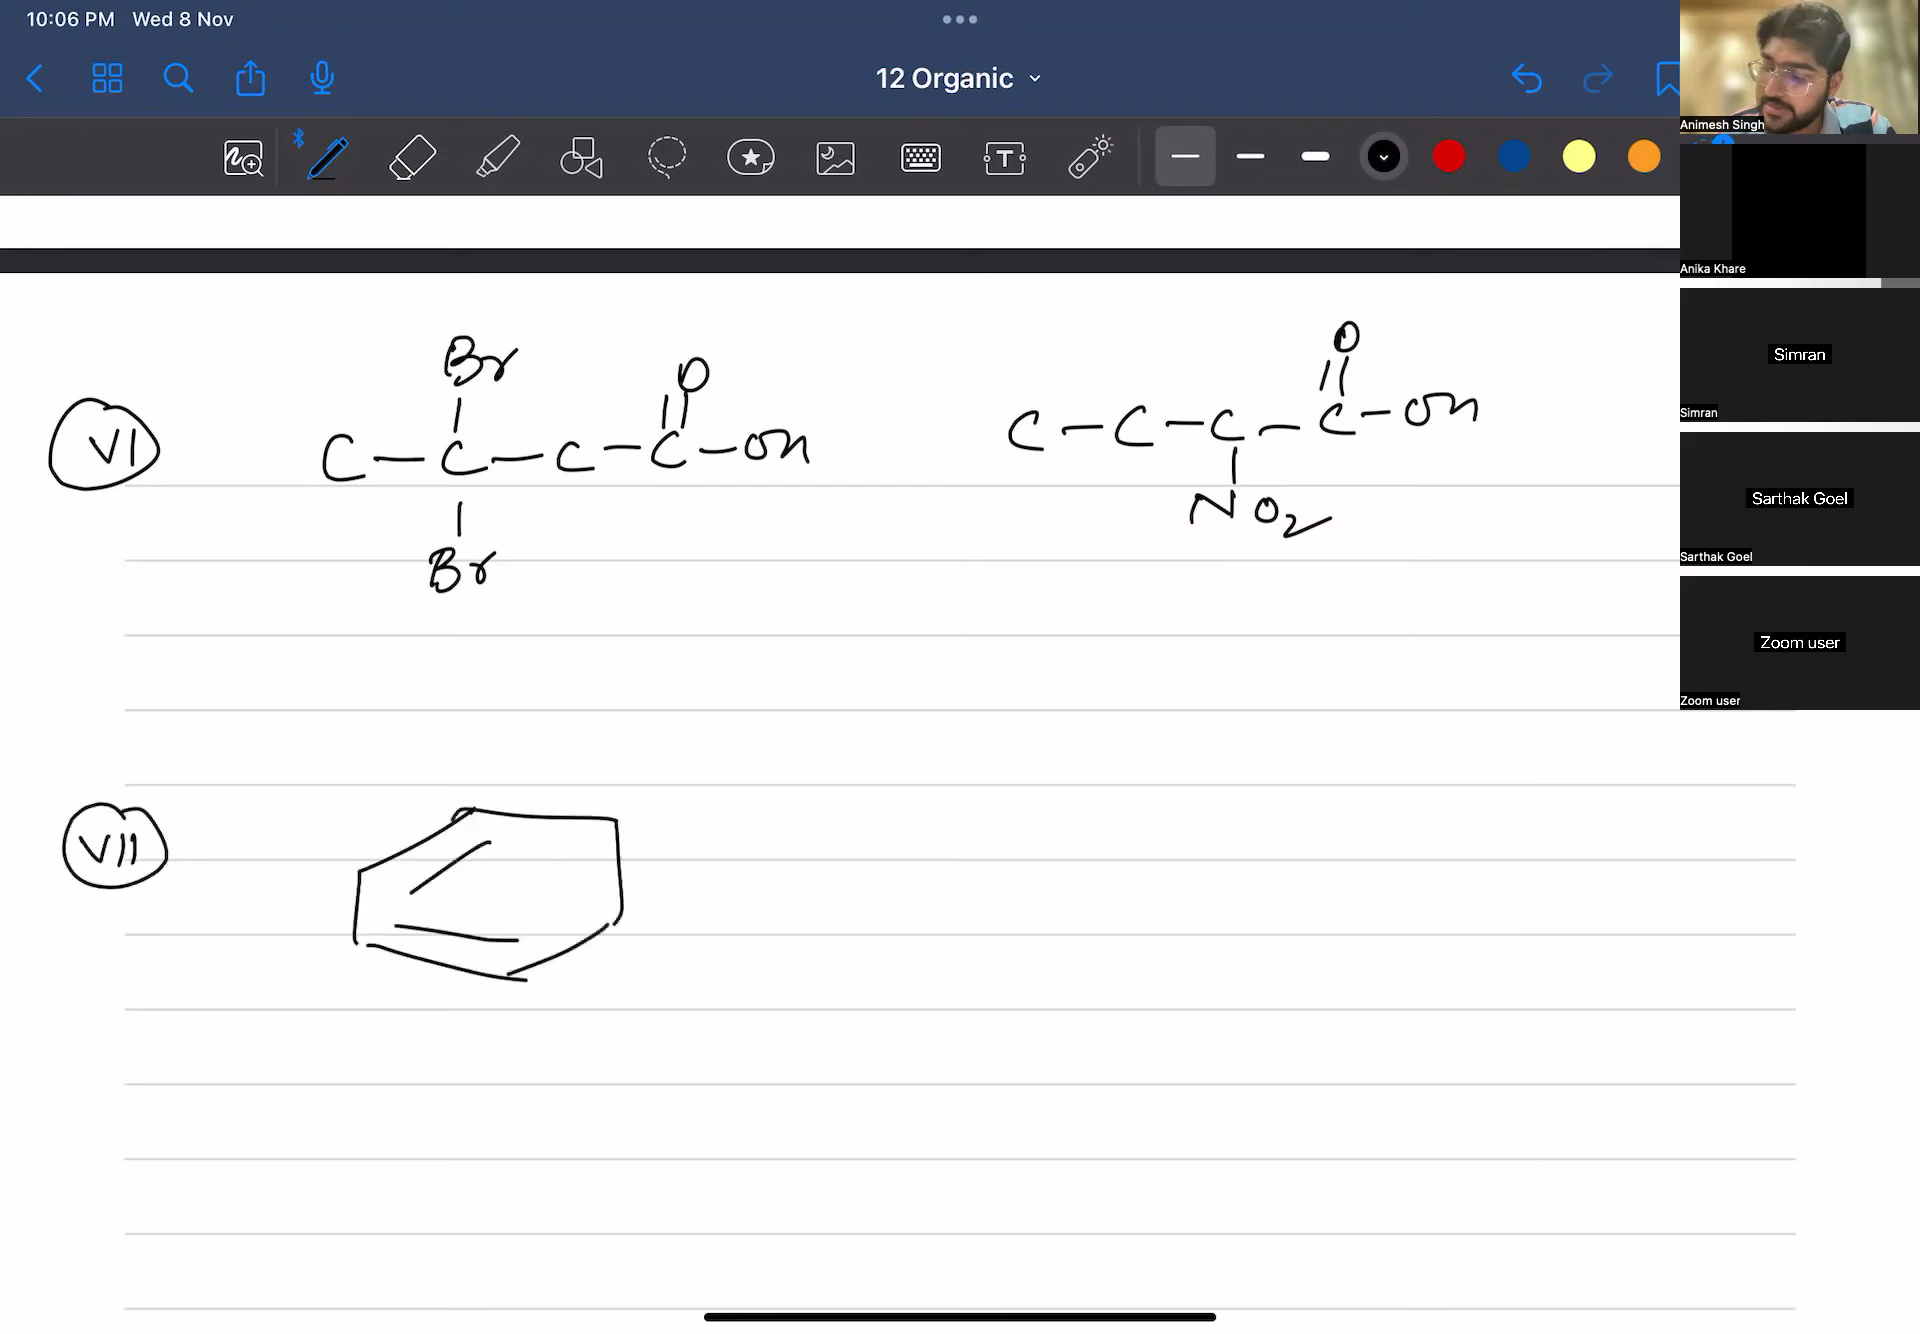 10:06 PM Wed 8 Nov
12 Organic
T
Animesh Singh
Anika Khare
Simran
Simran
Sarthak Goel
Sarthak Goel
Zoom user
Zoom user
VI
Br
O
C-C-C-C-OH
Br
O
C-C-C-C-OH
NO2
VII